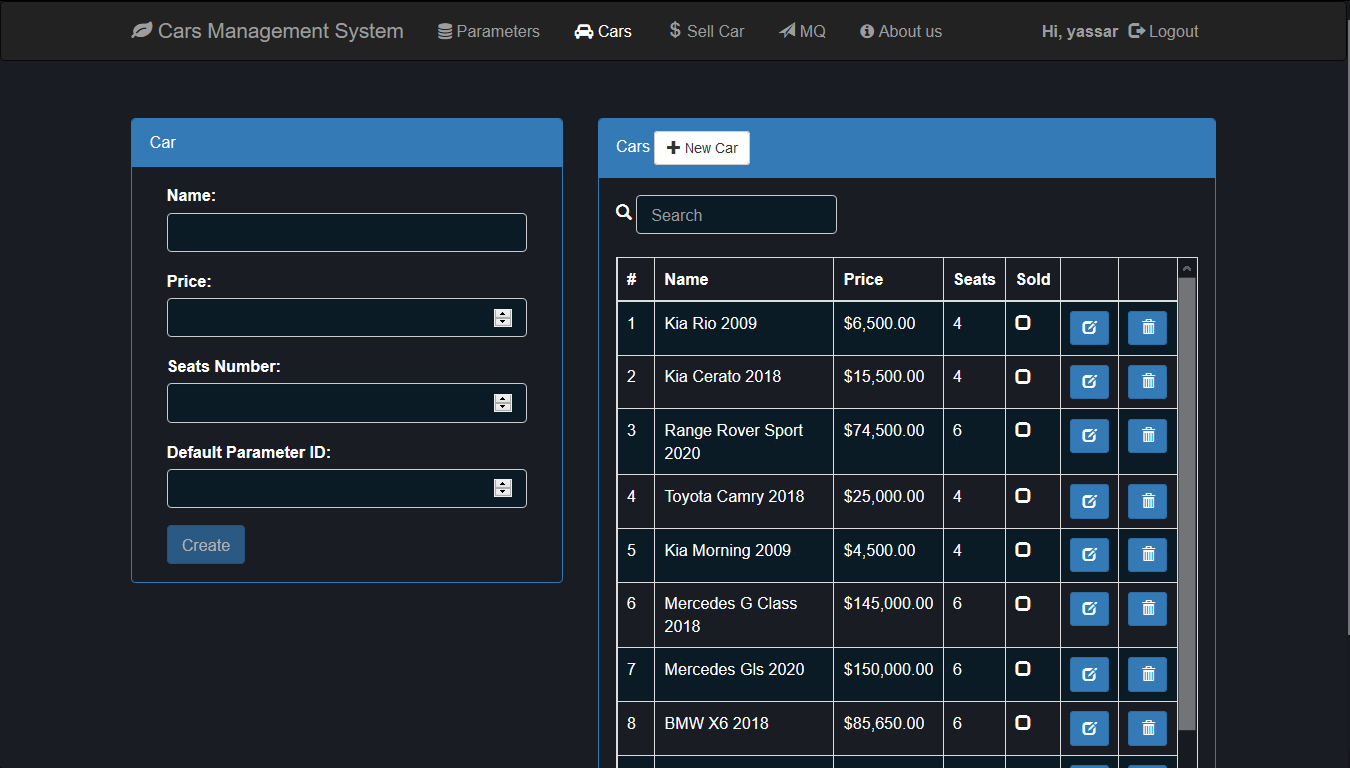 Cars Management System Parameters Cars $ Sell Car MQ About us Hi, yassar Logout
Car
Name:
Price:
Seats Number:
Default Parameter ID:
Create
Cars New Car
Search
# Name Price Seats Sold
1 Kia Rio 2009 $6,500.00 4
2 Kia Cerato 2018 $15,500.00 4
3 Range Rover Sport $74,500.00 6
2020
4 Toyota Camry 2018 $25,000.00 4
5 Kia Morning 2009 $4,500.00 4
6 Mercedes G Class $145,000.00 6
2018
7 Mercedes Gls 2020 $150,000.00 6
8 BMW X6 2018 $85,650.00 6